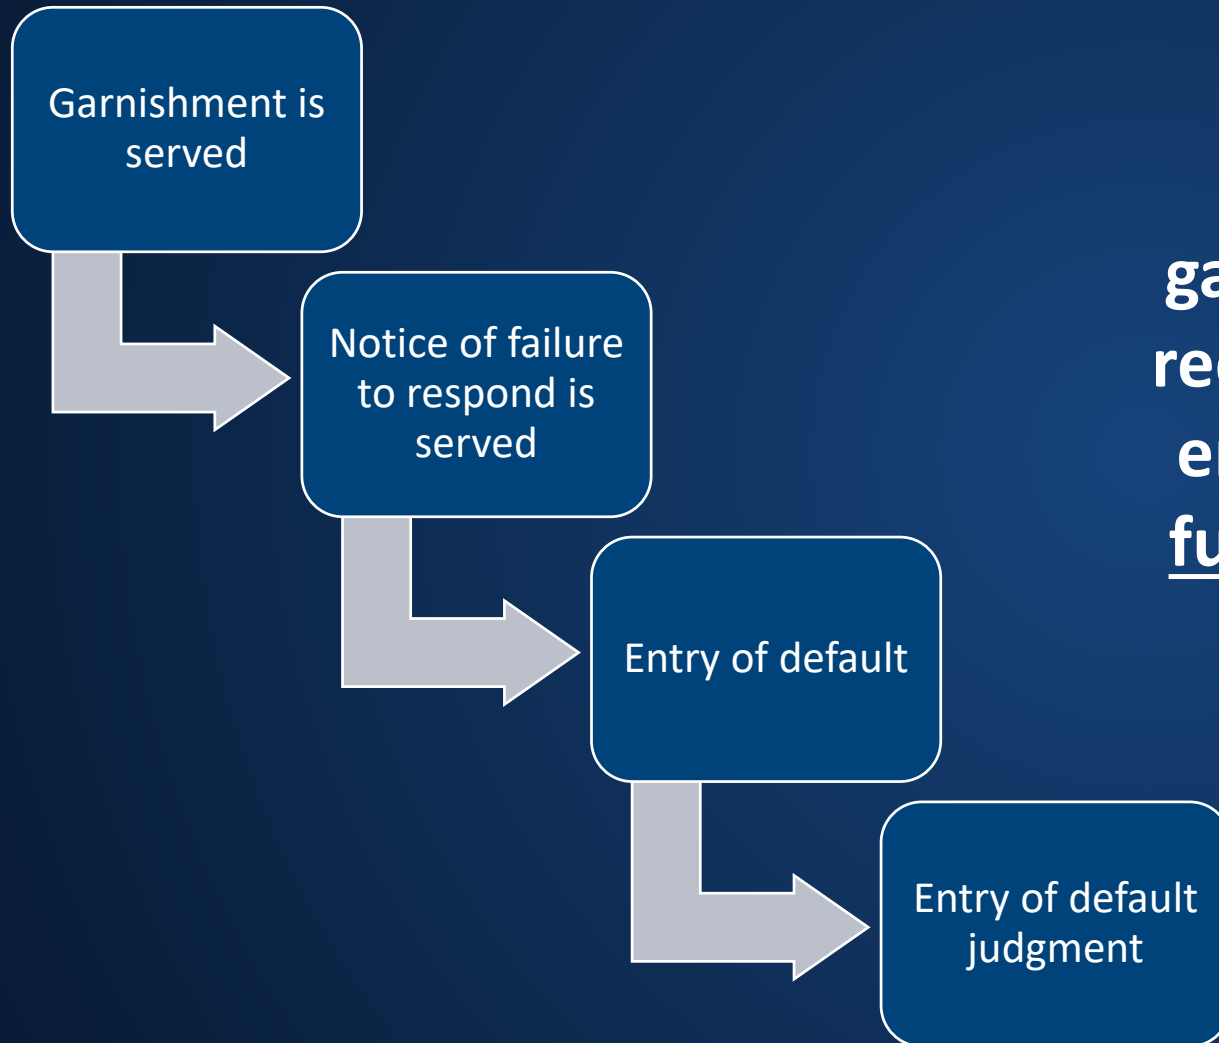 Garnishment is
served
Notice of failure
to respond is
served
Entry of default
Entry of default
judgment